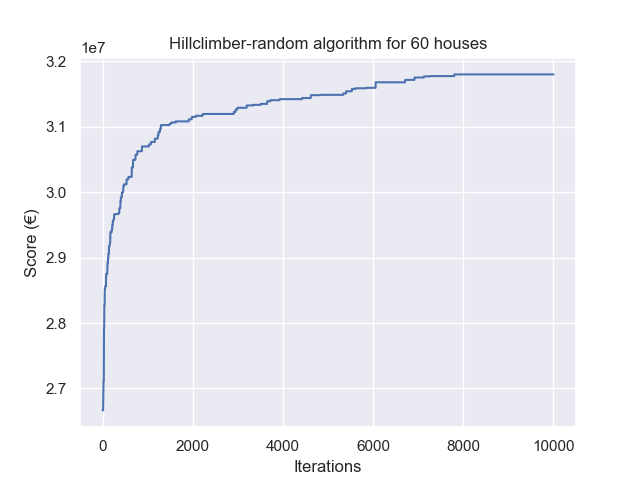 Hillclimber-random algorithm for 60 houses
1e7
3.2
3.1
3.0
2.9
2.8
2.7
Score (€)
0 2000 4000 6000 8000 10000
Iterations